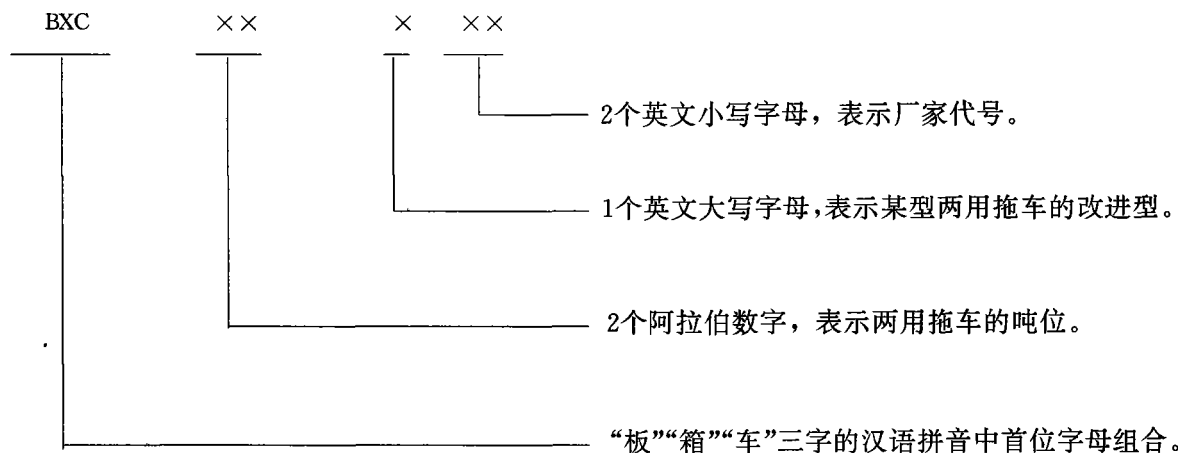 BXC ×× × ××
2个英文小写字母，表示厂家代号。
1个英文大写字母，表示某型两用拖车的改进型。
2个阿拉伯数字，表示两用拖车的吨位。
“板”“箱”“车”三字的汉语拼音中首位字母组合。